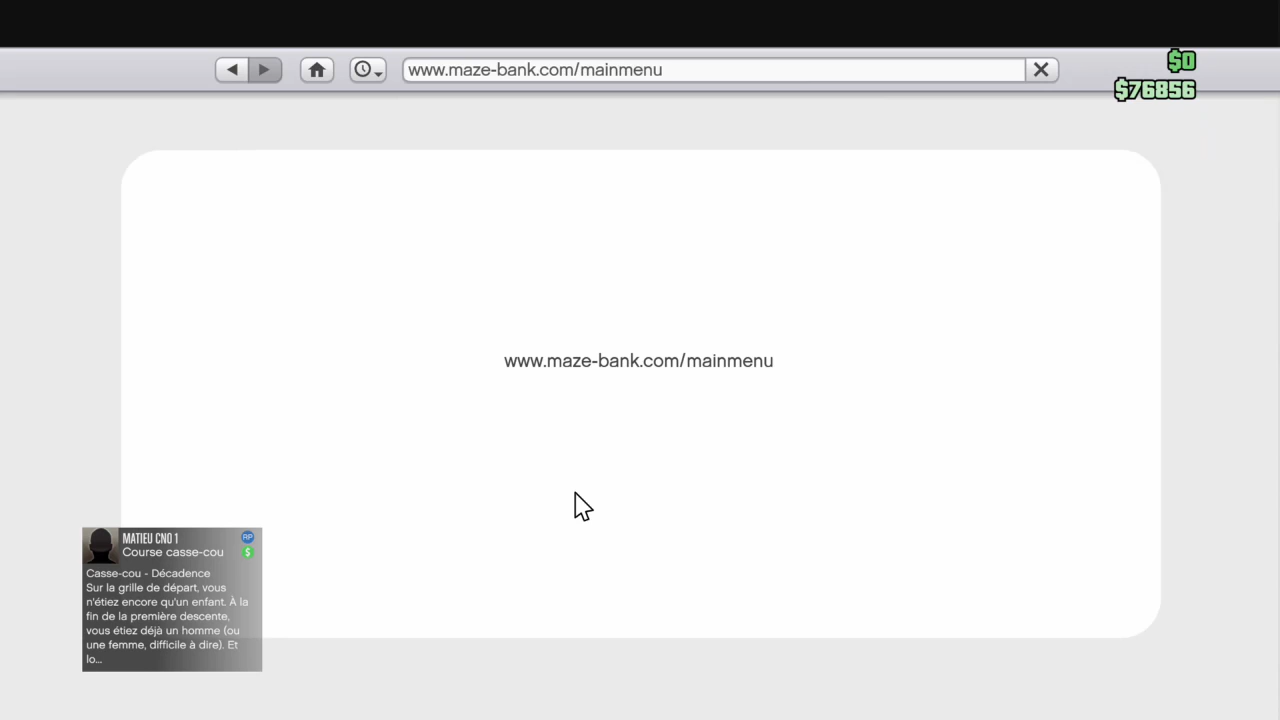 www.maze-bank.com/mainmenu
$0
$76856
www.maze-bank.com/mainmenu
MATIEU CNO 1
Course casse-cou
RP
$
Casse-cou - Décadence
Sur la grille de départ, vous
n'étiez encore qu'un enfant. À la
fin de la première descente,
vous étiez déjà un homme (ou
une femme, difficile à dire). Et
lo...